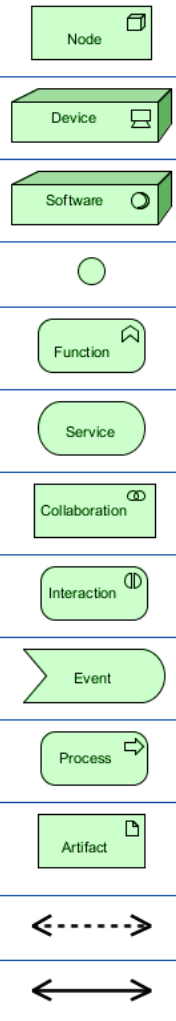 Node
Device
Software
Function
Service
Collaboration
Interaction
Event
Process
Artifact